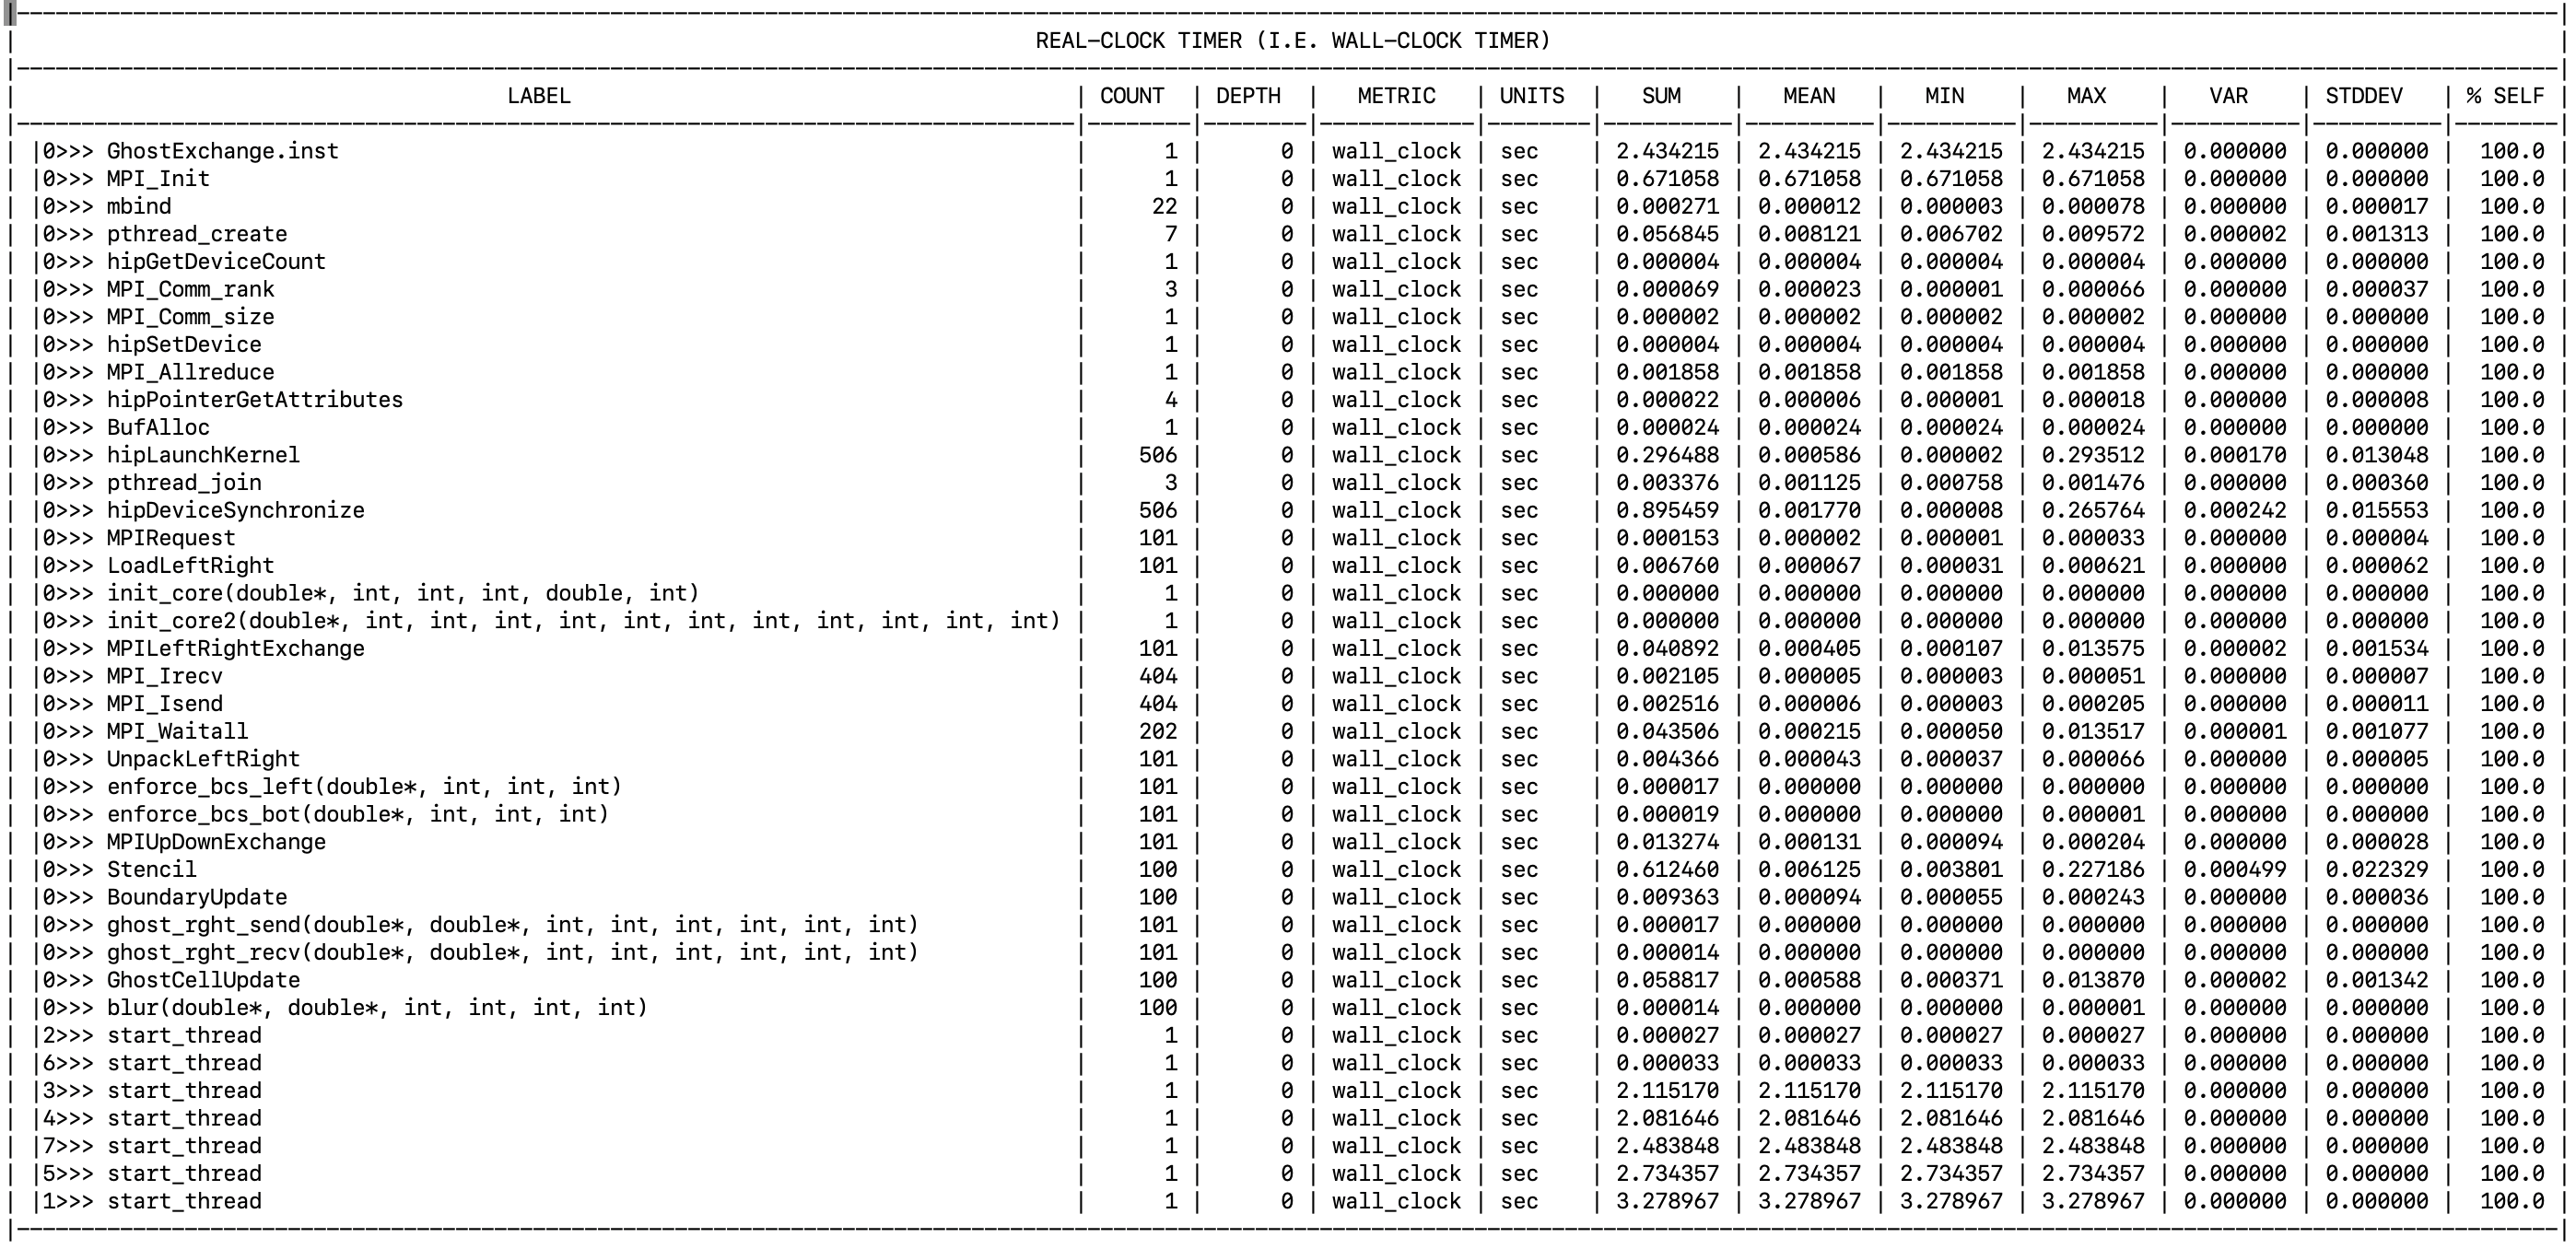 REAL-CLOCK TIMER (I.E. WALL-CLOCK TIMER)
| LABEL | COUNT | DEPTH | METRIC | UNITS | SUM | MEAN | MIN | MAX | VAR | STDDEV | % SELF |
| |0>>> GhostExchange.inst | 1 | 0 | wall_clock | sec | 2.434215 | 2.434215 | 2.434215 | 2.434215 | 0.000000 | 0.000000 | 100.0 |
| |0>>> MPI_Init | 1 | 0 | wall_clock | sec | 0.671058 | 0.671058 | 0.671058 | 0.671058 | 0.000000 | 0.000000 | 100.0 |
| |0>>> mbind | 22 | 0 | wall_clock | sec | 0.000271 | 0.000012 | 0.000003 | 0.000078 | 0.000000 | 0.000017 | 100.0 |
| |0>>> pthread_create | 7 | 0 | wall_clock | sec | 0.056845 | 0.008121 | 0.006702 | 0.009572 | 0.000002 | 0.001313 | 100.0 |
| |0>>> hipGetDeviceCount | 1 | 0 | wall_clock | sec | 0.000004 | 0.000004 | 0.000004 | 0.000004 | 0.000000 | 0.000000 | 100.0 |
| |0>>> MPI_Comm_rank | 3 | 0 | wall_clock | sec | 0.000069 | 0.000023 | 0.000001 | 0.000066 | 0.000000 | 0.000037 | 100.0 |
| |0>>> MPI_Comm_size | 1 | 0 | wall_clock | sec | 0.000002 | 0.000002 | 0.000002 | 0.000002 | 0.000000 | 0.000000 | 100.0 |
| |0>>> hipSetDevice | 1 | 0 | wall_clock | sec | 0.000004 | 0.000004 | 0.000004 | 0.000004 | 0.000000 | 0.000000 | 100.0 |
| |0>>> MPI_Allreduce | 1 | 0 | wall_clock | sec | 0.001858 | 0.001858 | 0.001858 | 0.001858 | 0.000000 | 0.000000 | 100.0 |
| |0>>> hipPointerGetAttributes | 4 | 0 | wall_clock | sec | 0.000022 | 0.000006 | 0.000001 | 0.000018 | 0.000000 | 0.000008 | 100.0 |
| |0>>> BufAlloc | 1 | 0 | wall_clock | sec | 0.000024 | 0.000024 | 0.000024 | 0.000024 | 0.000000 | 0.000000 | 100.0 |
| |0>>> hipLaunchKernel | 506 | 0 | wall_clock | sec | 0.296488 | 0.000586 | 0.000002 | 0.293512 | 0.000170 | 0.013048 | 100.0 |
| |0>>> pthread_join | 3 | 0 | wall_clock | sec | 0.003376 | 0.001125 | 0.000758 | 0.001476 | 0.000000 | 0.000360 | 100.0 |
| |0>>> hipDeviceSynchronize | 506 | 0 | wall_clock | sec | 0.895459 | 0.001770 | 0.000008 | 0.265764 | 0.000242 | 0.015553 | 100.0 |
| |0>>> MPIRequest | 101 | 0 | wall_clock | sec | 0.000153 | 0.000002 | 0.000001 | 0.000033 | 0.000000 | 0.000004 | 100.0 |
| |0>>> LoadLeftRight | 101 | 0 | wall_clock | sec | 0.006760 | 0.000067 | 0.000031 | 0.000621 | 0.000000 | 0.000062 | 100.0 |
| |0>>> init_core(double*, int, int, int, double, int) | 1 | 0 | wall_clock | sec | 0.000000 | 0.000000 | 0.000000 | 0.000000 | 0.000000 | 0.000000 | 100.0 |
| |0>>> init_core2(double*, int, int, int, int, int, int, int, int, int, int, int) | 1 | 0 | wall_clock | sec | 0.000000 | 0.000000 | 0.000000 | 0.000000 | 0.000000 | 0.000000 | 100.0 |
| |0>>> MPILeftRightExchange | 101 | 0 | wall_clock | sec | 0.040892 | 0.000405 | 0.000107 | 0.013575 | 0.000002 | 0.001534 | 100.0 |
| |0>>> MPI_Irecv | 404 | 0 | wall_clock | sec | 0.002105 | 0.000005 | 0.000003 | 0.000051 | 0.000000 | 0.000007 | 100.0 |
| |0>>> MPI_Isend | 404 | 0 | wall_clock | sec | 0.002516 | 0.000006 | 0.000003 | 0.000205 | 0.000000 | 0.000011 | 100.0 |
| |0>>> MPI_Waitall | 202 | 0 | wall_clock | sec | 0.043506 | 0.000215 | 0.000050 | 0.013517 | 0.000001 | 0.001077 | 100.0 |
| |0>>> UnpackLeftRight | 101 | 0 | wall_clock | sec | 0.004366 | 0.000043 | 0.000037 | 0.000066 | 0.000000 | 0.000005 | 100.0 |
| |0>>> enforce_bcs_left(double*, int, int, int) | 101 | 0 | wall_clock | sec | 0.000017 | 0.000000 | 0.000000 | 0.000000 | 0.000000 | 0.000000 | 100.0 |
| |0>>> enforce_bcs_bot(double*, int, int, int) | 101 | 0 | wall_clock | sec | 0.000019 | 0.000000 | 0.000000 | 0.000001 | 0.000000 | 0.000000 | 100.0 |
| |0>>> MPIUpDownExchange | 101 | 0 | wall_clock | sec | 0.013274 | 0.000131 | 0.000094 | 0.000204 | 0.000000 | 0.000028 | 100.0 |
| |0>>> Stencil | 100 | 0 | wall_clock | sec | 0.612460 | 0.006125 | 0.003801 | 0.227186 | 0.000499 | 0.022329 | 100.0 |
| |0>>> BoundaryUpdate | 100 | 0 | wall_clock | sec | 0.009363 | 0.000094 | 0.000055 | 0.000243 | 0.000000 | 0.000036 | 100.0 |
| |0>>> ghost_rght_send(double*, double*, int, int, int, int, int, int) | 101 | 0 | wall_clock | sec | 0.000017 | 0.000000 | 0.000000 | 0.000000 | 0.000000 | 0.000000 | 100.0 |
| |0>>> ghost_rght_recv(double*, double*, int, int, int, int, int, int) | 101 | 0 | wall_clock | sec | 0.000014 | 0.000000 | 0.000000 | 0.000000 | 0.000000 | 0.000000 | 100.0 |
| |0>>> GhostCellUpdate | 100 | 0 | wall_clock | sec | 0.058817 | 0.000588 | 0.000371 | 0.013870 | 0.000002 | 0.001342 | 100.0 |
| |0>>> blur(double*, double*, int, int, int, int) | 100 | 0 | wall_clock | sec | 0.000014 | 0.000000 | 0.000000 | 0.000001 | 0.000000 | 0.000000 | 100.0 |
| |2>>> start_thread | 1 | 0 | wall_clock | sec | 0.000027 | 0.000027 | 0.000027 | 0.000027 | 0.000000 | 0.000000 | 100.0 |
| |6>>> start_thread | 1 | 0 | wall_clock | sec | 0.000033 | 0.000033 | 0.000033 | 0.000033 | 0.000000 | 0.000000 | 100.0 |
| |3>>> start_thread | 1 | 0 | wall_clock | sec | 2.115170 | 2.115170 | 2.115170 | 2.115170 | 0.000000 | 0.000000 | 100.0 |
| |4>>> start_thread | 1 | 0 | wall_clock | sec | 2.081646 | 2.081646 | 2.081646 | 2.081646 | 0.000000 | 0.000000 | 100.0 |
| |7>>> start_thread | 1 | 0 | wall_clock | sec | 2.483848 | 2.483848 | 2.483848 | 2.483848 | 0.000000 | 0.000000 | 100.0 |
| |5>>> start_thread | 1 | 0 | wall_clock | sec | 2.734357 | 2.734357 | 2.734357 | 2.734357 | 0.000000 | 0.000000 | 100.0 |
| |1>>> start_thread | 1 | 0 | wall_clock | sec | 3.278967 | 3.278967 | 3.278967 | 3.278967 | 0.000000 | 0.000000 | 100.0 |